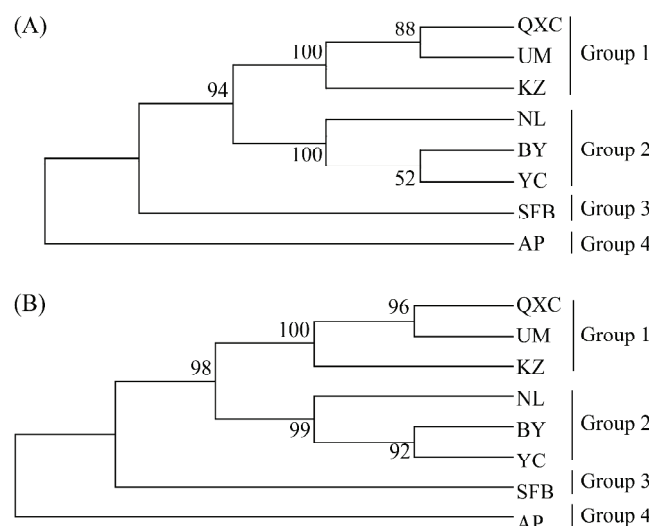 (A)
88
QXC
100
UM
Group 1
94
KZ
NL
100
BY
Group 2
52
YC
SFB
Group 3
AP
Group 4
(B)
96
QXC
100
UM
Group 1
98
KZ
NL
99
BY
Group 2
92
YC
SFB
Group 3
AP
Group 4